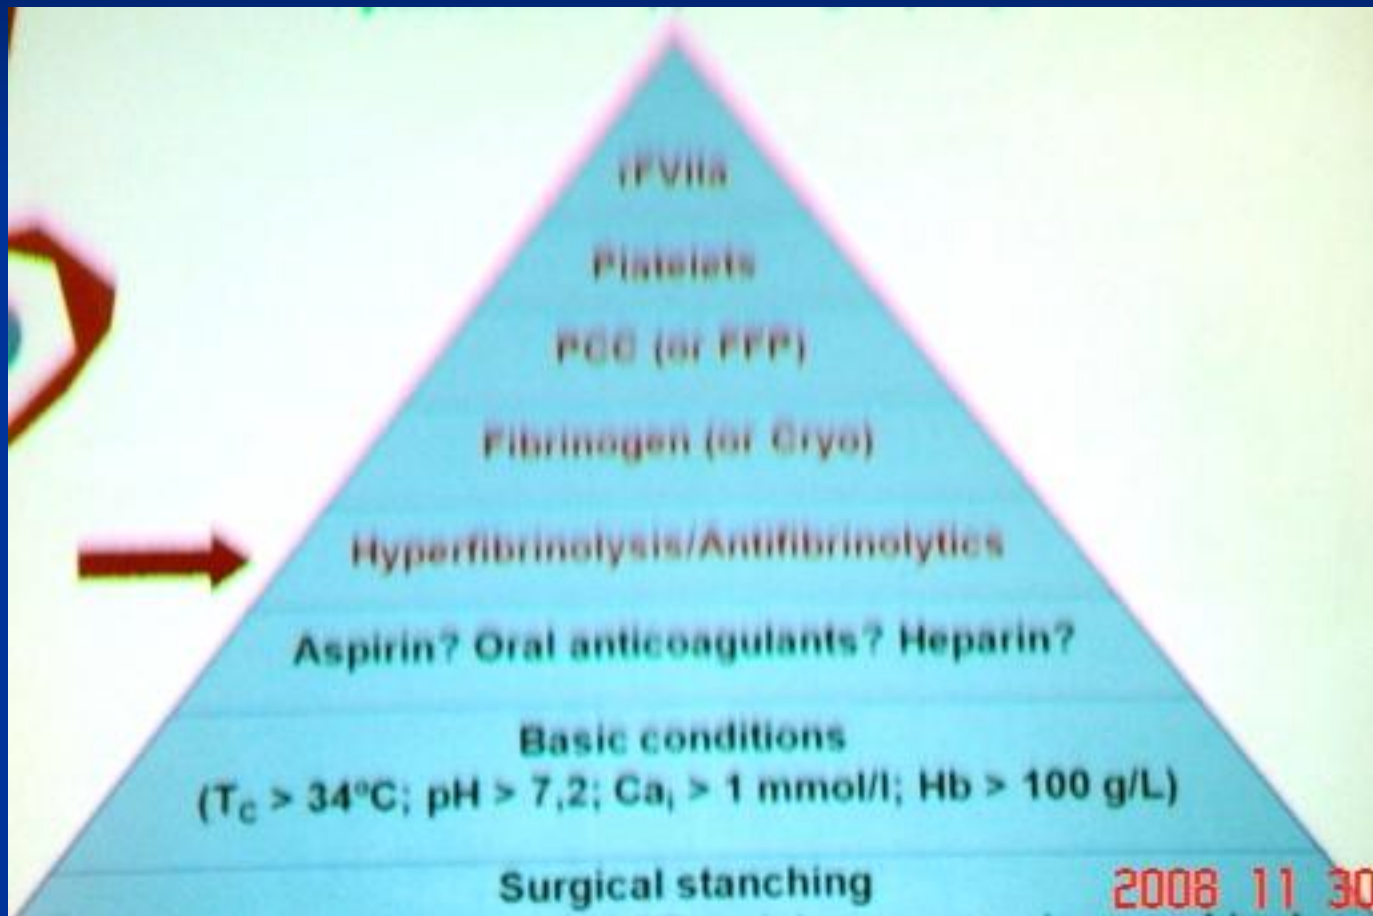 rFVIIa
Platelets
PCC (or FFP)
Fibrinogen (or Cryo)
Hyperfibrinolysis/Antifibrinolytics
Aspirin? Oral anticoagulants? Heparin?
Basic conditions
(Tc > 34ºC; pH > 7,2; Cai > 1 mmol/l; Hb > 100 g/L)
Surgical stanching
2008 11 30